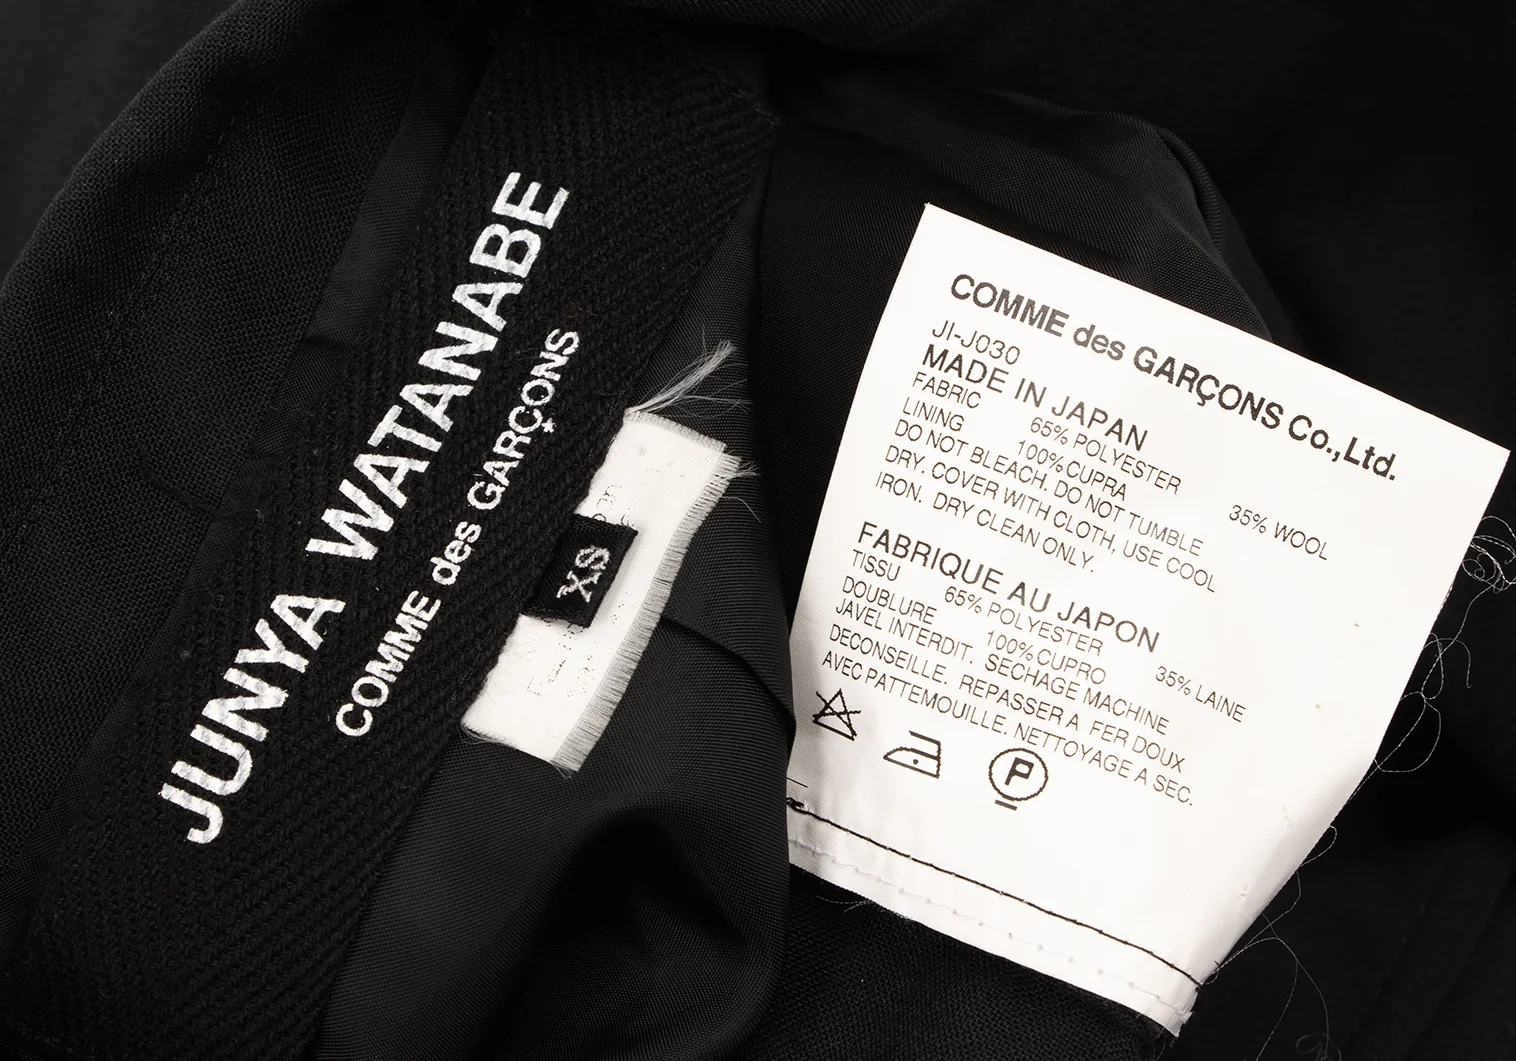 JUNYA WATANABE
COMME des GARÇONS
XS
COMME des GARÇONS Co.,Ltd.
JI-J030
MADE IN JAPAN
FABRIC 65% POLYESTER 35% WOOL
LINING 100% CUPRA
DO NOT BLEACH. DO NOT TUMBLE
DRY. COVER WITH CLOTH, USE COOL
IRON. DRY CLEAN ONLY.
FABRIQUE AU JAPON
TISSU 65% POLYESTER 35% LAINE
DOUBLURE 100% CUPRO
JAVEL INTERDIT. SECHAGE MACHINE
DECONSEILLE. REPASSER A FER DOUX
AVEC PATTEMOUILLE. NETTOYAGE A SEC.
P